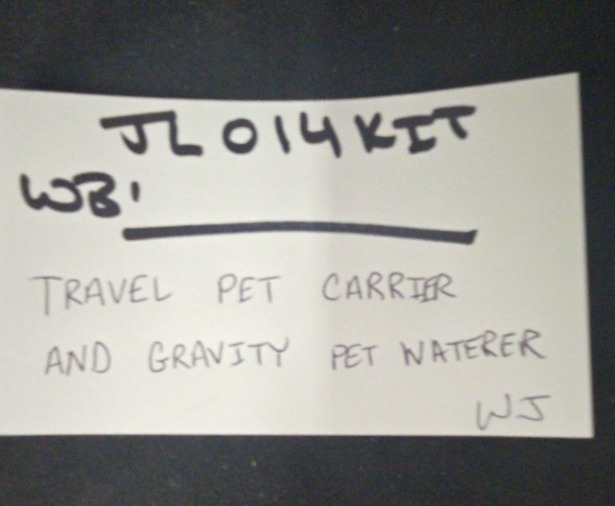 JL014KIT
WB'
TRAVEL PET CARRIER
AND GRAVITY PET WATERER
WJ